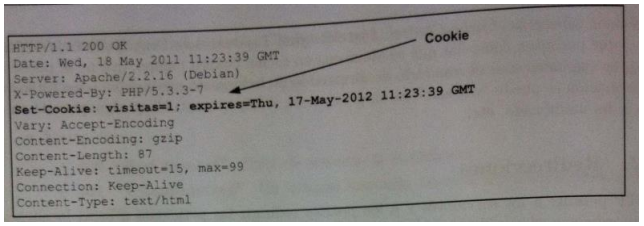 Cookie
HTTP/1.1 200 OK
Date: Wed, 18 May 2011 11:23:39 GMT
Server: Apache/2.2.16 (Debian)
X-Powered-By: PHP/5.3.3-7
Set-Cookie: visitas=1; expires=Thu, 17-May-2012 11:23:39 GMT
Vary: Accept-Encoding
Content-Encoding: gzip
Content-Length: 87
Keep-Alive: timeout=15, max=99
Connection: Keep-Alive
Content-Type: text/html